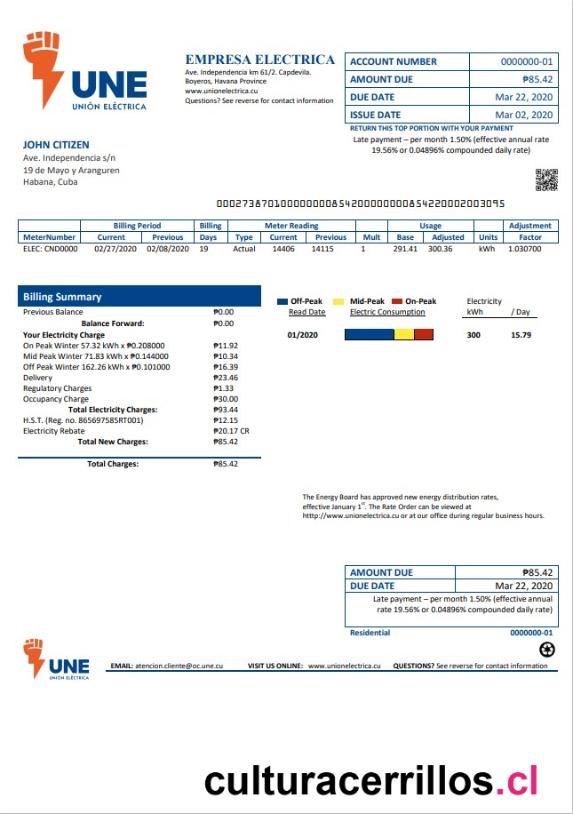 UNE
UNIÓN ELÉCTRICA
EMPRESA ELECTRICA
Ave. Independencia km 61/2. Capdevila.
Boyeros, Havana Province
www.unionelectrica.cu
Questions? See reverse for contact information
ACCOUNT NUMBER 0000000-01
AMOUNT DUE ₱85.42
DUE DATE Mar 22, 2020
ISSUE DATE Mar 02, 2020
RETURN THIS TOP PORTION WITH YOUR PAYMENT
Late payment – per month 1.50% (effective annual rate
19.56% or 0.04896% compounded daily rate)
JOHN CITIZEN
Ave. Independencia s/n
19 de Mayo y Aranguren
Habana, Cuba
Billing Period Billing Meter Reading Usage Adjustment
MeterNumber Current Previous Days Type Current Previous Mult Base Adjusted Units Factor
ELEC: CND0000 02/27/2020 02/08/2020 19 Actual 14406 14115 1 291.41 300.36 kWh 1.030700
Billing Summary
Previous Balance ₱0.00
Balance Forward: ₱0.00
Your Electricity Charge
On Peak Winter 57.32 kWh x ₱0.208000 ₱11.92
Mid Peak Winter 71.83 kWh x ₱0.144000 ₱10.34
Off Peak Winter 162.26 kWh x ₱0.101000 ₱16.39
Delivery ₱23.46
Regulatory Charges ₱1.33
Occupancy Charge ₱30.00
Total Electricity Charges: ₱93.44
H.S.T. (Reg. no. 865697585RT001) ₱12.15
Electricity Rebate ₱20.17 CR
Total New Charges: ₱85.42
Total Charges: ₱85.42
Off-Peak Mid-Peak On-Peak Electricity
Read Date Electric Consumption kWh / Day
01/2020 300 15.79
The Energy Board has approved new energy distribution rates,
effective January 1st. The Rate Order can be viewed at
htttp://www.unionelectrica.cu or at our office during regular business hours.
AMOUNT DUE ₱85.42
DUE DATE Mar 22, 2020
Late payment – per month 1.50% (effective annual
rate 19.56% or 0.04896% compounded daily rate)
Residential 0000000-01
UNE
UNIÓN ELÉCTRICA
EMAIL: atencion.cliente@oc.une.cu VISIT US ONLINE: www.unionelectrica.cu QUESTIONS? See reverse for contact information
culturacerrillos.cl